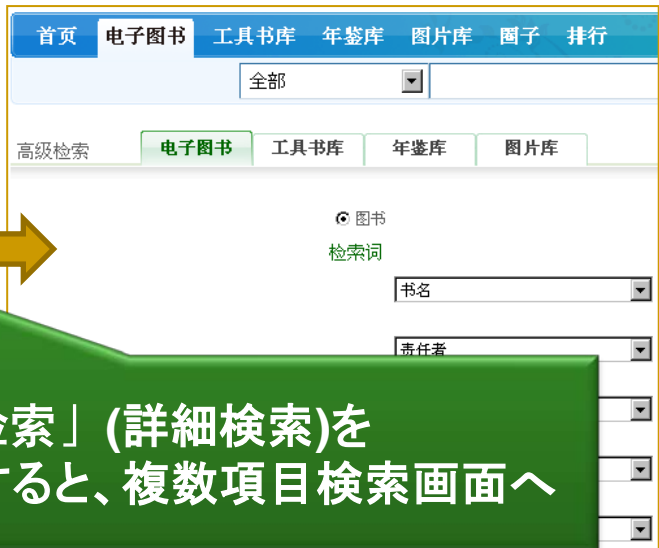 首页 电子图书 工具书库 年鉴库 图片库 圈子 排行
全部
高级检索 电子图书 工具书库 年鉴库 图片库
图书
检索词
书名
责任者
索」 (詳細検索)を
すると、複数項目検索画面へ